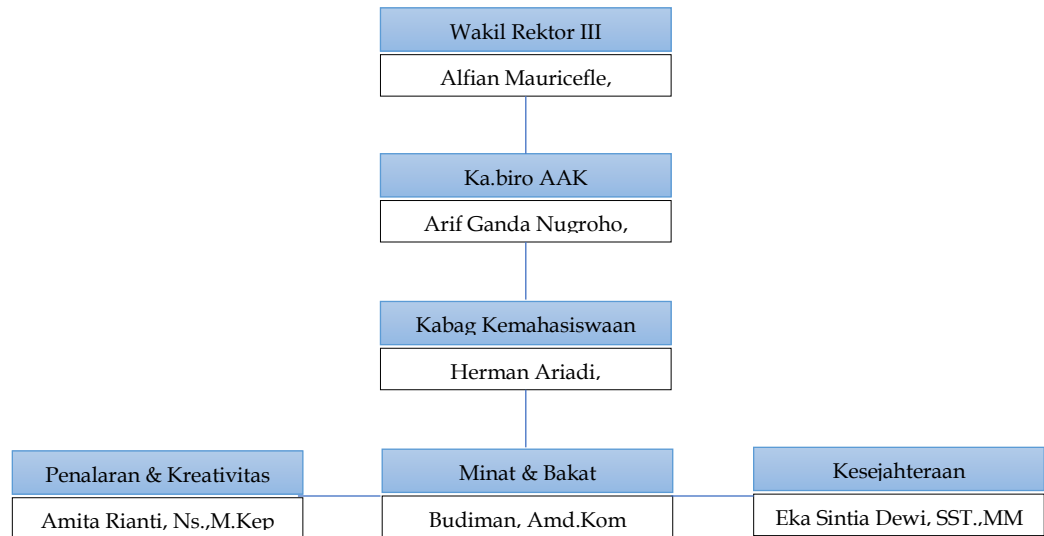 Wakil Rektor III
Alfian Mauricefle,
Ka.biro AAK
Arif Ganda Nugroho,
Kabag Kemahasiswaan
Herman Ariadi,
Penalaran & Kreativitas
Amita Rianti, Ns.,M.Kep
Minat & Bakat
Budiman, Amd.Kom
Kesejahteraan
Eka Sintia Dewi, SST.,MM